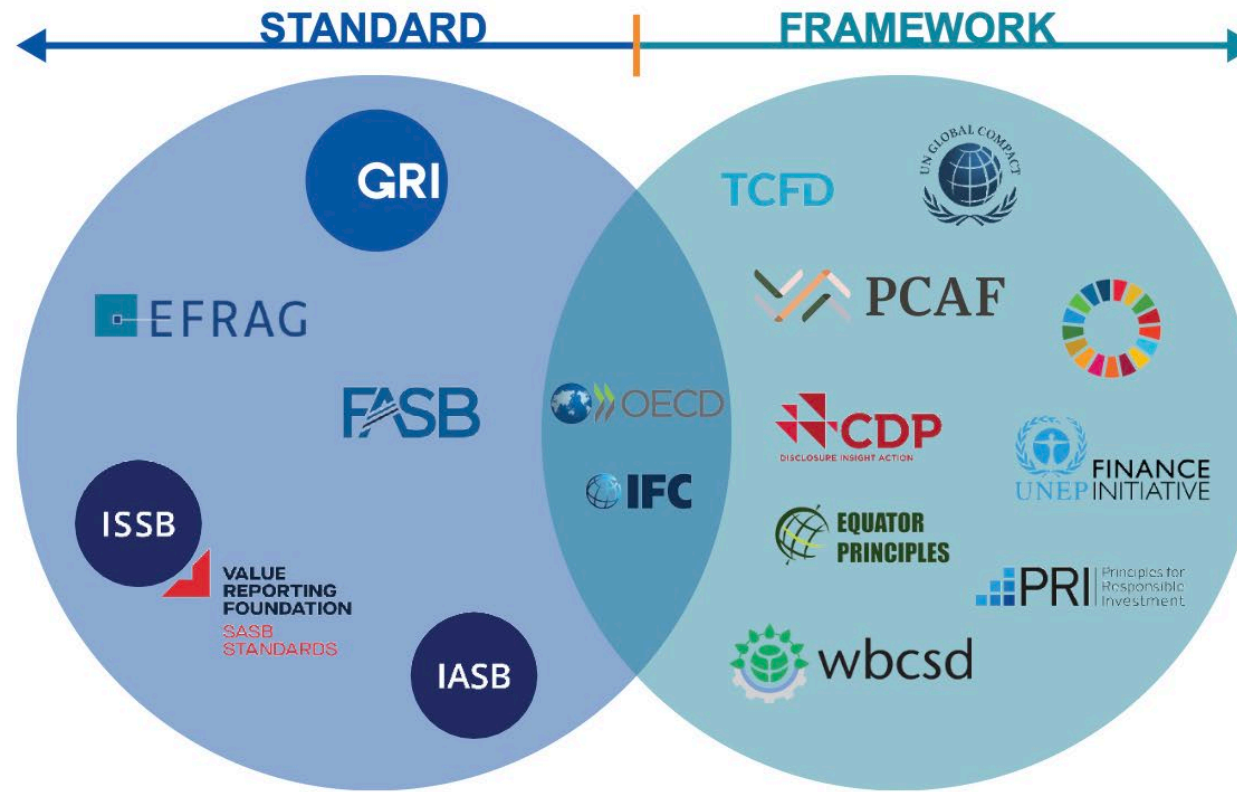 STANDARD
FRAMEWORK
GRI
EFRAG
FASB
ISSB
VALUE
REPORTING
FOUNDATION
SASB
STANDARDS
IASB
OECD
IFC
TCFD
UN GLOBAL COMPACT
PCAF
CDP
DISCLOSURE INSIGHT ACTION
UNEP
FINANCE
INITIATIVE
EQUATOR
PRINCIPLES
PRI
Principles for
Responsible
Investment
wbcsd